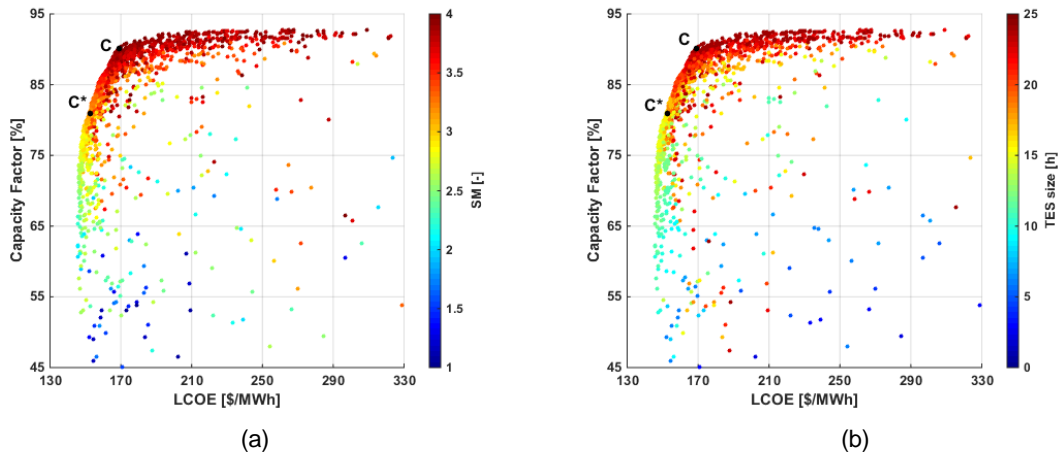 95
85
75
65
55
45
Capacity Factor [%]
C
C*
130 170 210 250 290 330
LCOE [$/MWh]
4
3.5
3
2.5
2
1.5
1
SM [-]
(a)
95
85
75
65
55
45
Capacity Factor [%]
C
C*
130 170 210 250 290 330
LCOE [$/MWh]
25
20
15
10
5
0
TES size [h]
(b)